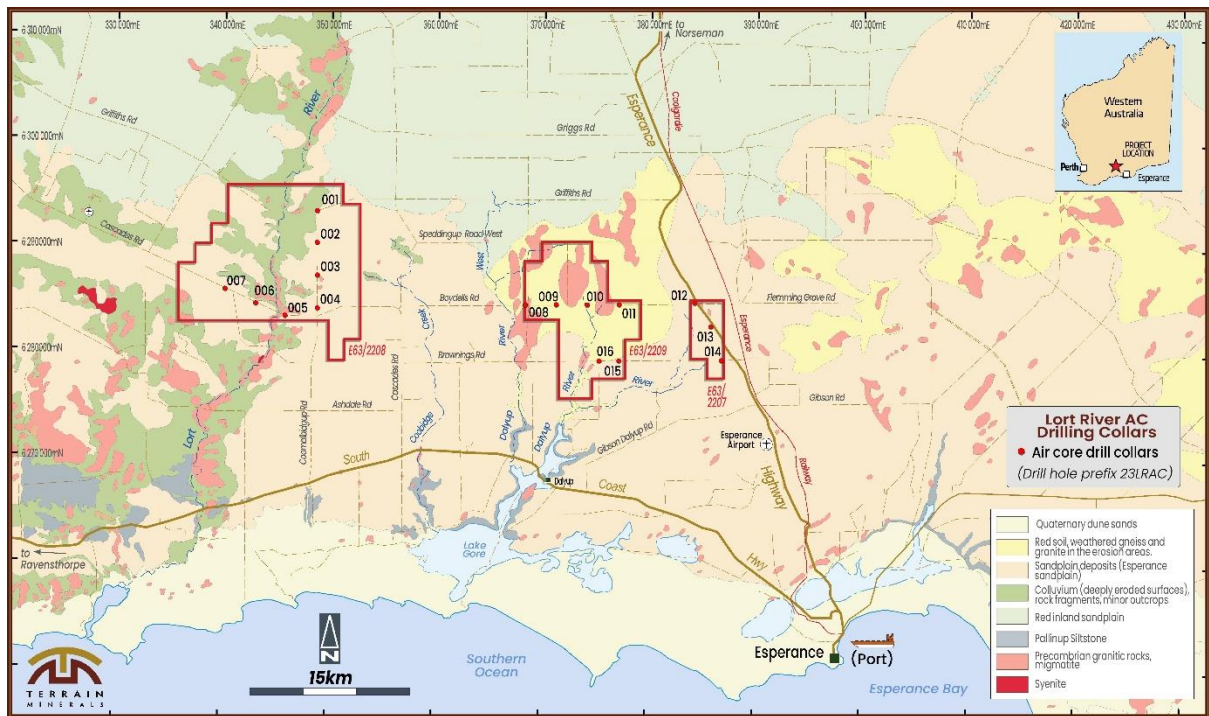 330 000mE
340 000mE
350 000mE
360 000mE
370 000mE
380 000mE
390 000mE
400 000mE
410 000mE
420 000mE
430 000mE
6 310 000mN
6 300 000mN
6 290 000mN
6 280 000mN
6 270 000mN
to
Norseman
Griffiths Rd
River
Griggs Rd
Esperance
Coolgardie
Griffiths Rd
Cascades Rd
Speddingup Road West
West
001
002
003
004
005
006
007
E63/2208
Boydells Rd
Creek
River
008
009
010
011
012
013
014
015
016
E63/2209
E63/
2207
Flemming Grove Rd
Esperance
Brownings Rd
River
River
Cascades Rd
Coomalbidgup Rd
Ashdale Rd
Coobidge
Dalyup
Dalyup
Gibson Dalyup Rd
Gibson Rd
Esperance
Airport
Highway
Railway
Lort
South
Coast
Hwy
Dalyup
Lake
Gore
to
Ravensthorpe
Southern
Ocean
Esperance
(Port)
Esperance Bay
N
15km
TERRAIN
MINERALS
Western
Australia
PROJECT
LOCATION
Perth
Esperance
Lort River AC
Drilling Collars
Air core drill collars
(Drill hole prefix 23LRAC)
Quaternary dune sands
Red soil, weathered gneiss and
granite in the erosion areas.
Sandplain deposits (Esperance
sandplain)
Colluvium (deeply eroded surfaces),
rock fragments, minor outcrops
Red inland sandplain
Pallinup Siltstone
Precambrian granitic rocks,
migmatite
Syenite